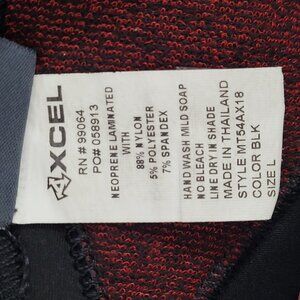 XCEL
RN # 99064
PO# 058913
NEOPRENE LAMINATED
WITH
88% NYLON
5% POLYESTER
7% SPANDEX
HAND WASH MILD SOAP
NO BLEACH
LINE DRY IN SHADE
MADE IN THAILAND
STYLE MT54AX18
COLOR BLK
SIZE L